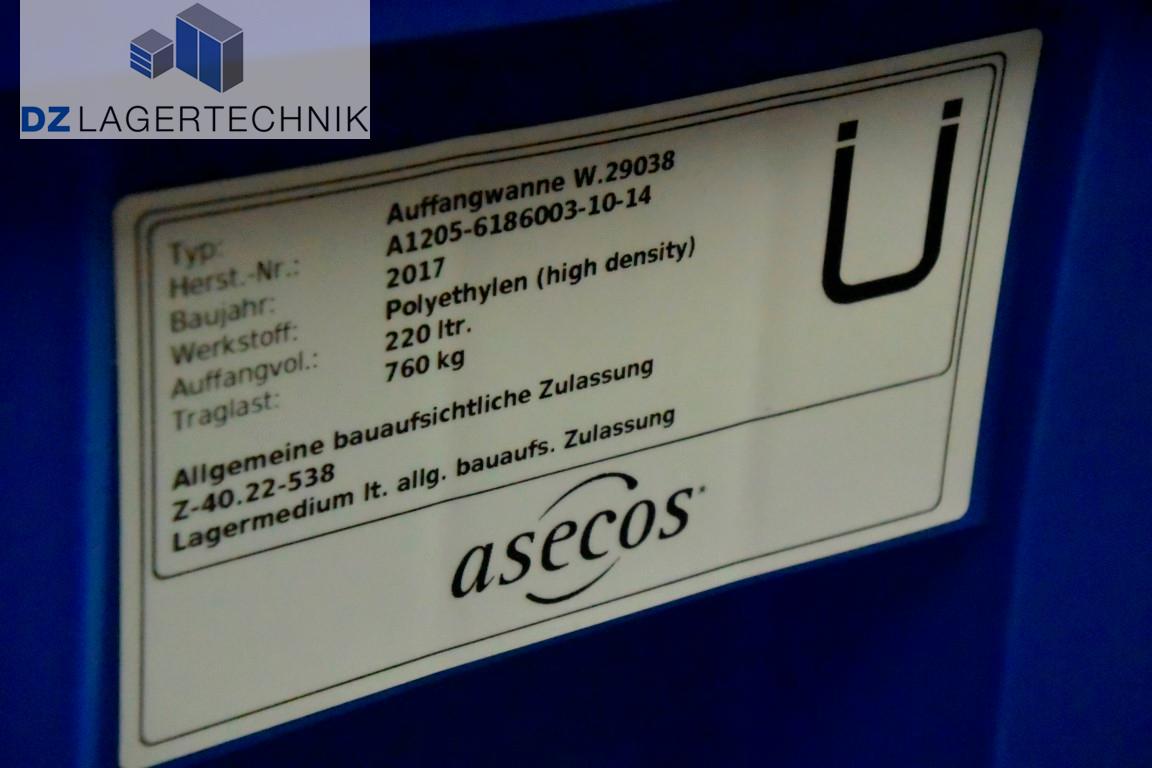 DZ LAGERTECHNIK
Typ: Auffangwanne W.29038
Herst.-Nr.: A1205-6186003-10-14
Baujahr: 2017
Werkstoff: Polyethylen (high density)
Auffangvol.: 220 ltr.
Traglast: 760 kg
Allgemeine bauaufsichtliche Zulassung
Z-40.22-538
Lagermedium lt. allg. bauaufs. Zulassung
Ü
asecos